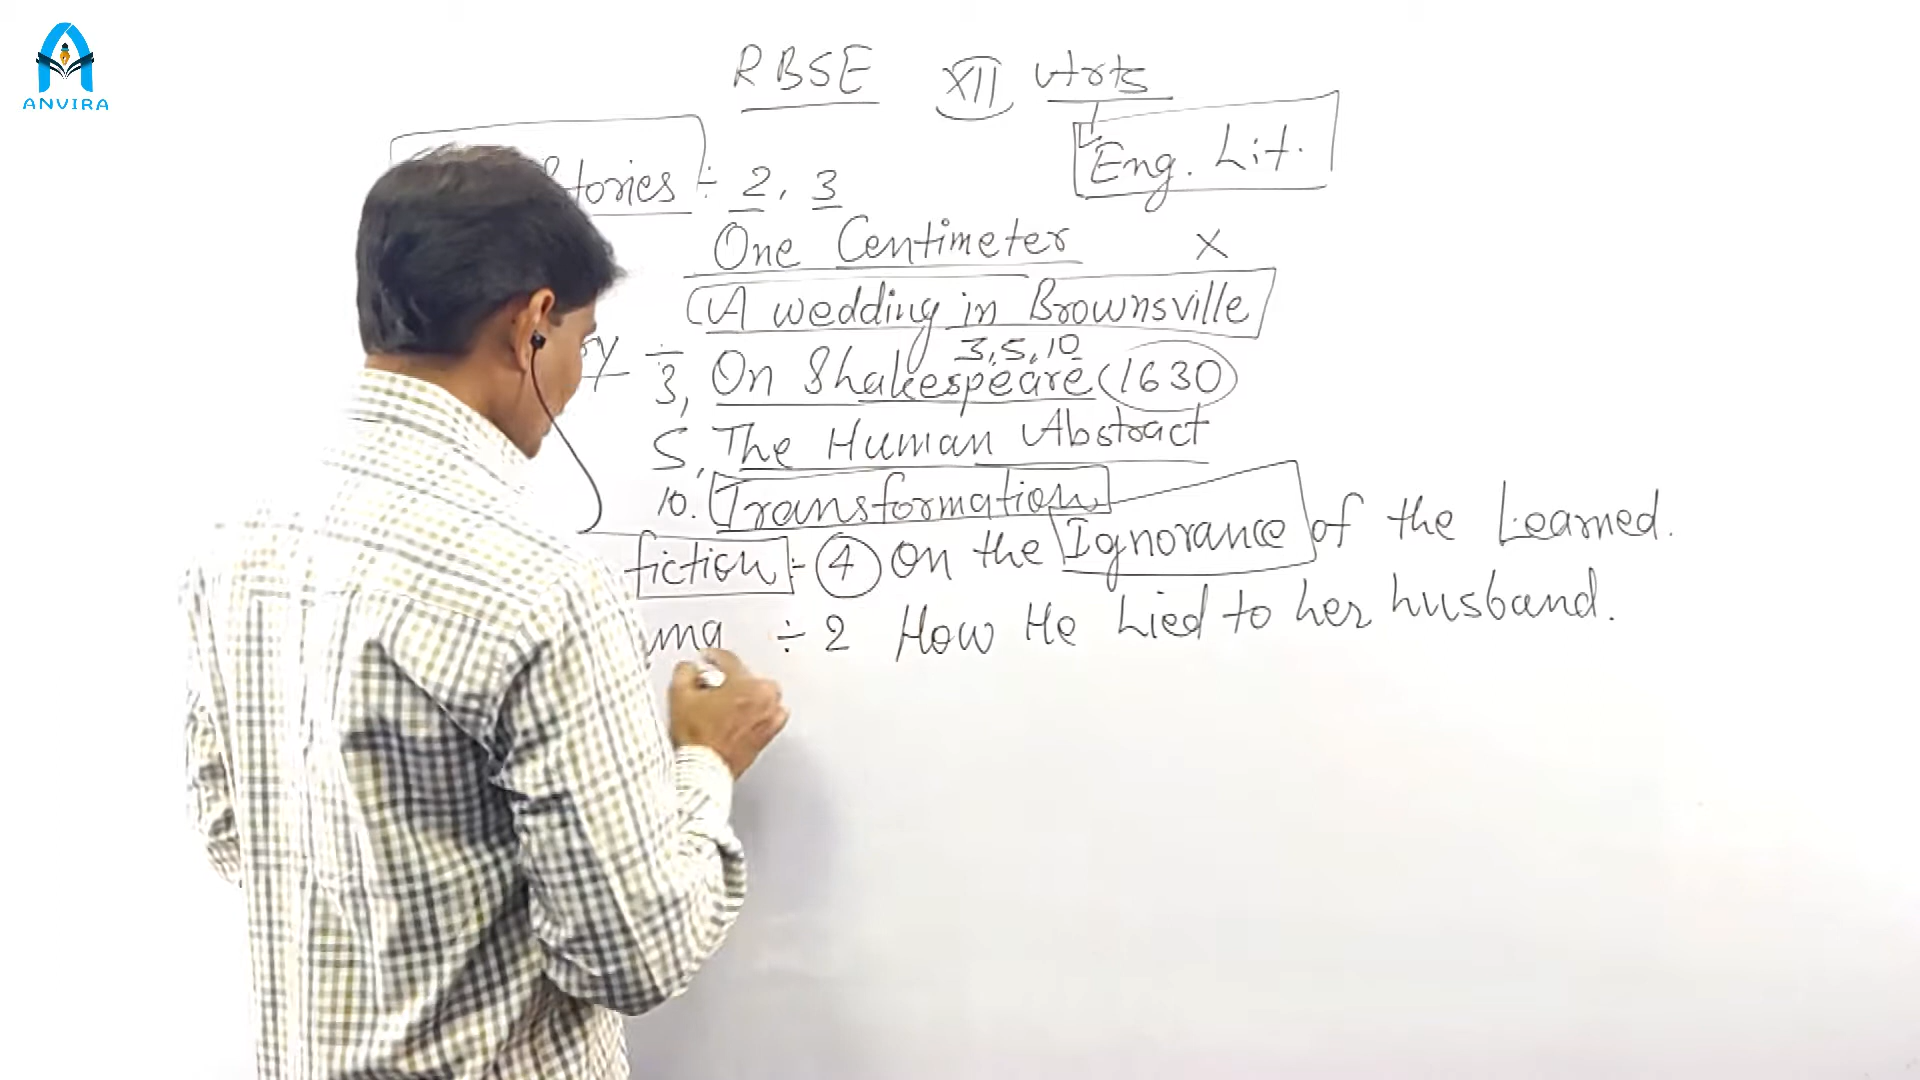 ANVIRA
RBSE XII Arts
Eng. Lit.
Stories :- 2, 3
One Centimeter X
A wedding in Brownsville
3, 5, 10
3, On Shakespeare (1630)
5, The Human Abstract
10. Transformation
fiction :- 4 On the Ignorance of the Learned.
ma ÷ 2 How He Lied to her husband.